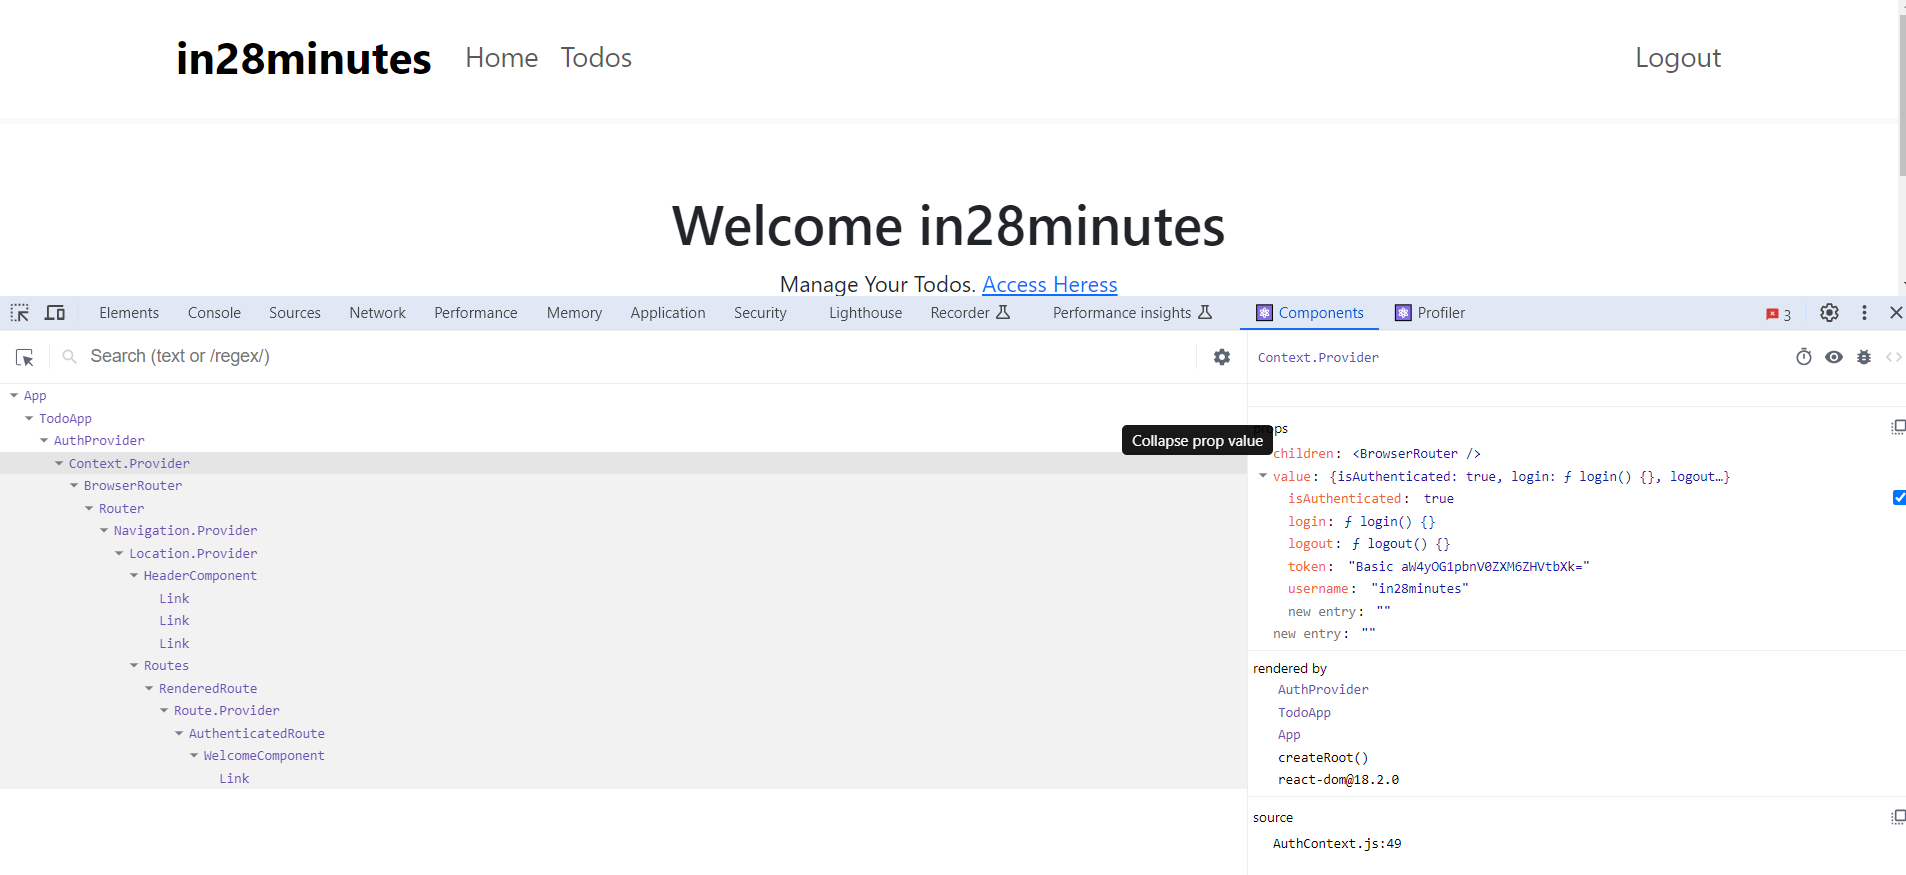 in28minutes Home Todos Logout
Welcome in28minutes
Manage Your Todos. Access Heress
Elements Console Sources Network Performance Memory Application Security Lighthouse Recorder Performance insights Components Profiler 3
Search (text or /regex/)
App
TodoApp
AuthProvider
Context.Provider
BrowserRouter
Router
Navigation.Provider
Location.Provider
HeaderComponent
Link
Link
Link
Routes
RenderedRoute
Route.Provider
AuthenticatedRoute
WelcomeComponent
Link
Context.Provider
props
Collapse prop value
children: <BrowserRouter />
value: {isAuthenticated: true, login: ƒ login() {}, logout…}
isAuthenticated: true
login: ƒ login() {}
logout: ƒ logout() {}
token: "Basic aW4yOG1pbnV0ZXM6ZHVtbXk="
username: "in28minutes"
new entry: ""
new entry: ""
rendered by
AuthProvider
TodoApp
App
createRoot()
react-dom@18.2.0
source
AuthContext.js:49